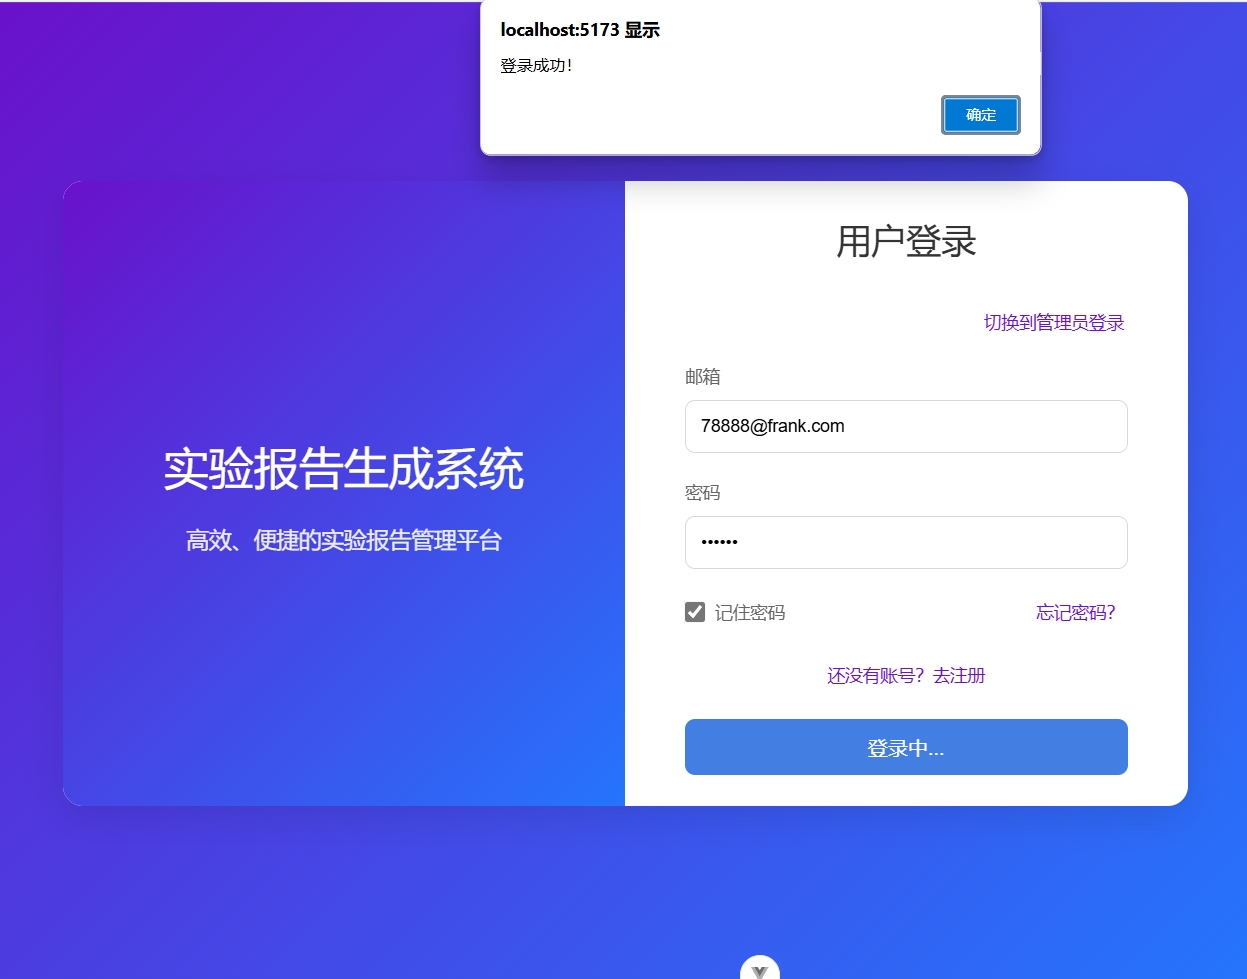 localhost:5173 显示
登录成功！
确定
实验报告生成系统
高效、便捷的实验报告管理平台
用户登录
切换到管理员登录
邮箱
78888@frank.com
密码
••••••
记住密码
忘记密码？
还没有账号？去注册
登录中...